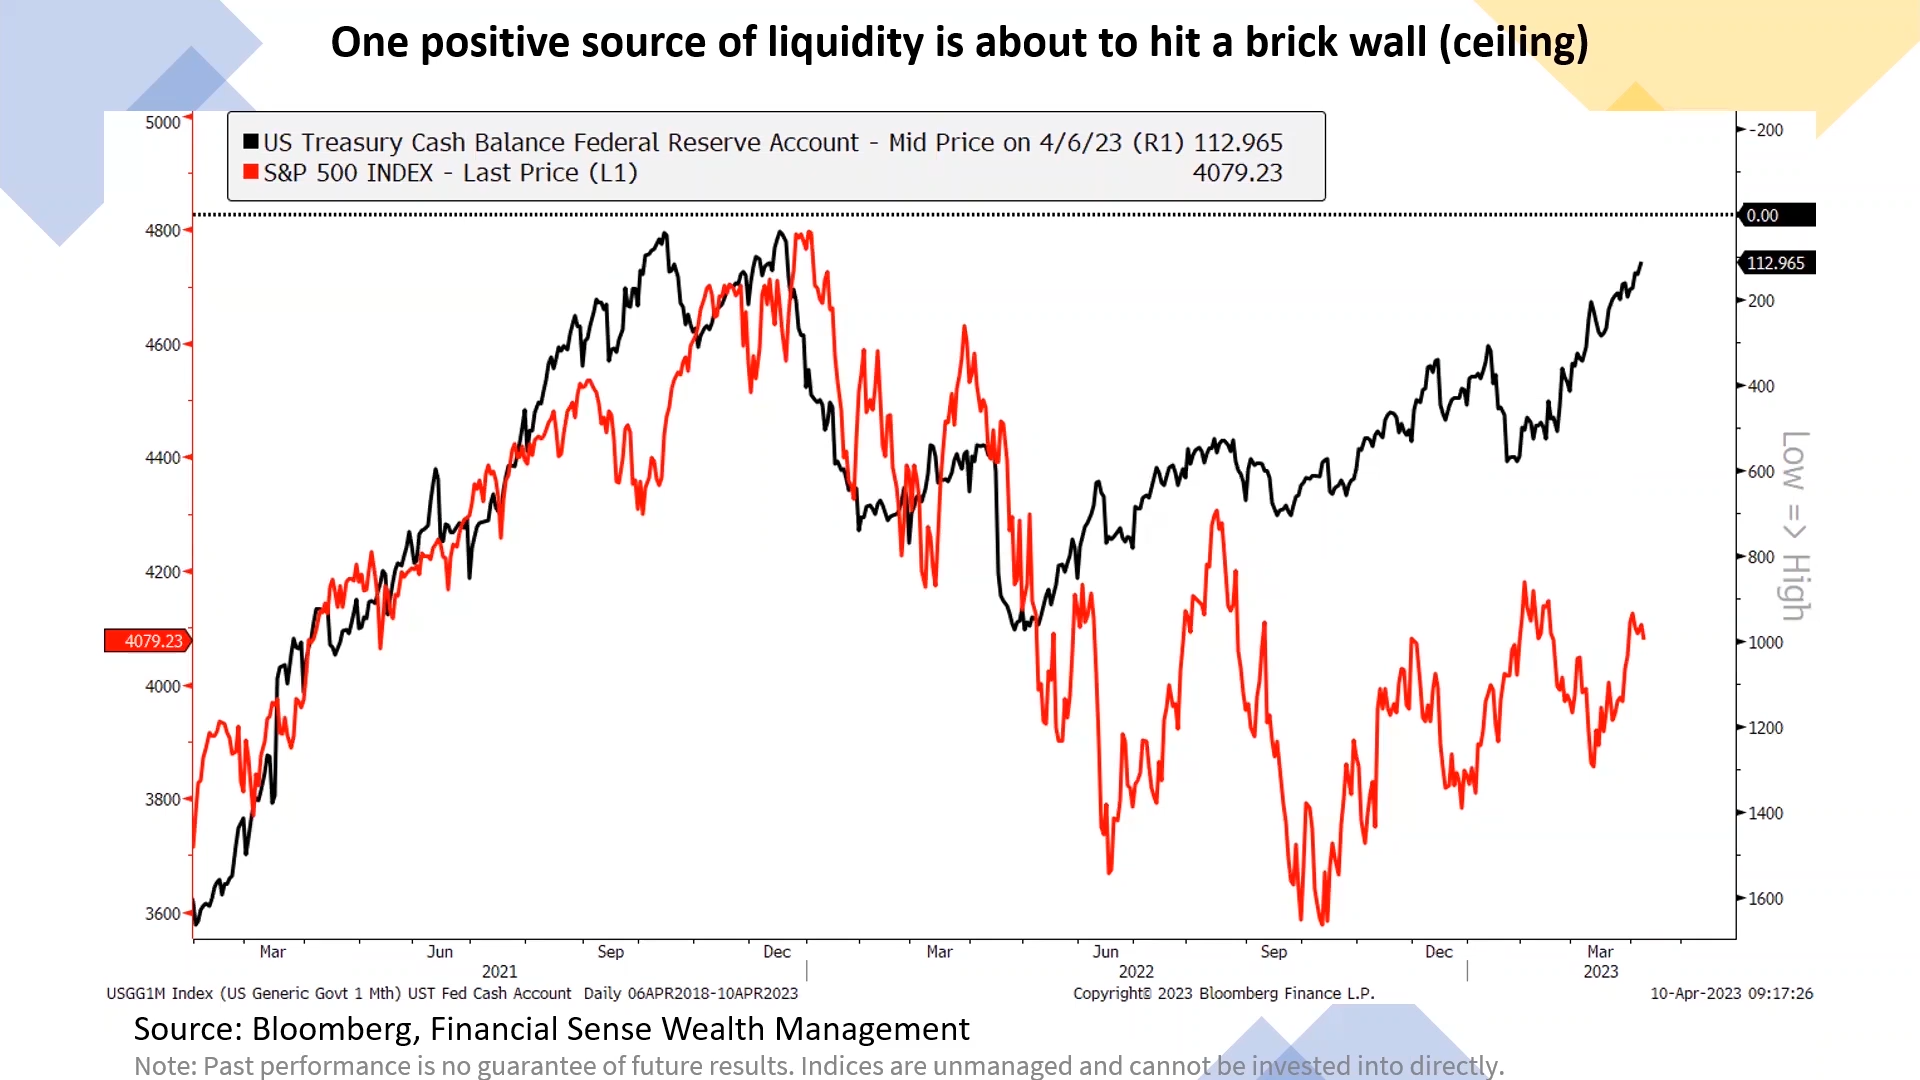 One positive source of liquidity is about to hit a brick wall (ceiling)
US Treasury Cash Balance Federal Reserve Account - Mid Price on 4/6/23 (R1) 112.965
S&P 500 INDEX - Last Price (L1) 4079.23
5000
4800
4600
4400
4200
4079.23
4000
3800
3600
-200
0.00
112.965
200
400
600
800
1000
1200
1400
1600
Low => High
Mar Jun Sep Dec Mar Jun Sep Dec Mar
2021 2022 2023
USGG1M Index (US Generic Govt 1 Mth) UST Fed Cash Account Daily 06APR2018-10APR2023 Copyright© 2023 Bloomberg Finance L.P. 10-Apr-2023 09:17:26
Source: Bloomberg, Financial Sense Wealth Management
Note: Past performance is no guarantee of future results. Indices are unmanaged and cannot be invested into directly.